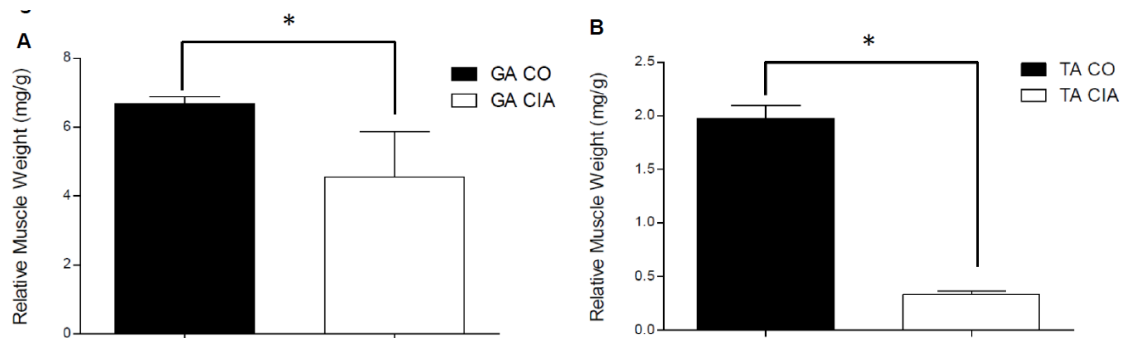 A
*
8
6
4
2
0
Relative Muscle Weight (mg/g)
GA CO
GA CIA
B
*
2.5
2.0
1.5
1.0
0.5
0.0
Relative Muscle Weight (mg/g)
TA CO
TA CIA